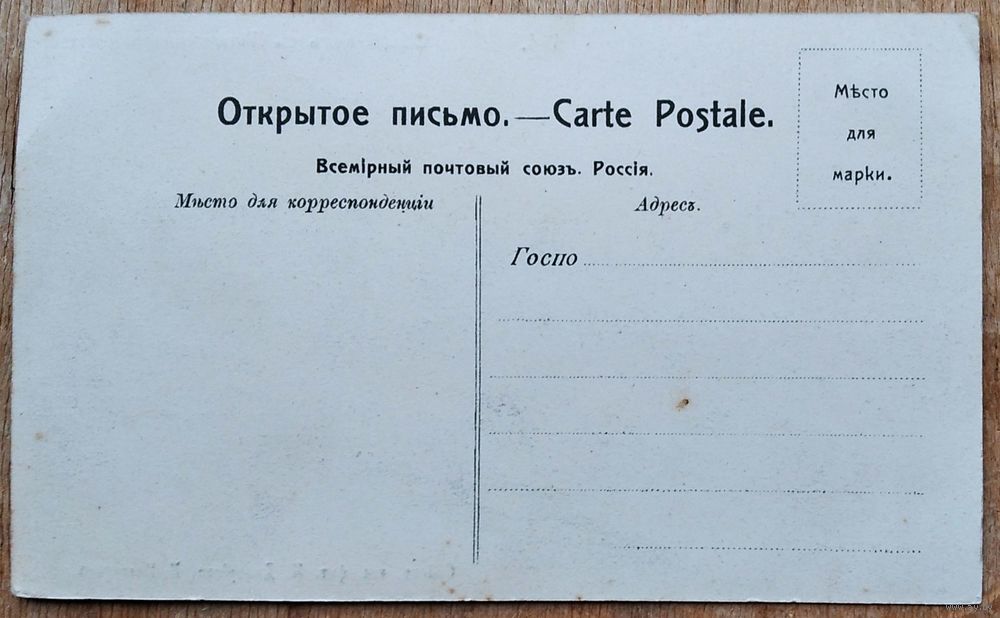 Открытое письмо.—Carte Postale.
Всемірный почтовый союзъ. Россія.
Мѣсто
для
марки.
Мѣсто для корреспонденціи
Адресъ.
Госпо